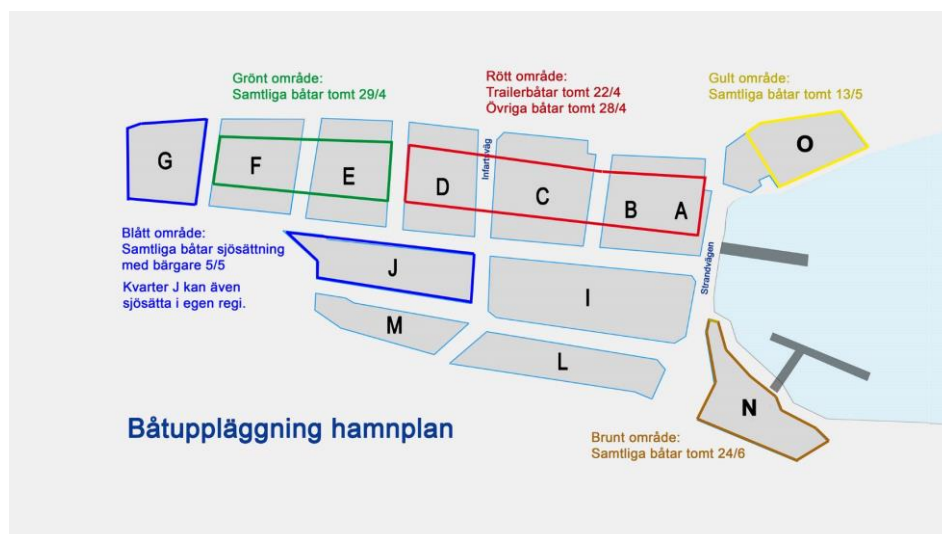 Grönt område:
Samtliga båtar tomt 29/4
Rött område:
Trailerbåtar tomt 22/4
Övriga båtar tomt 28/4
Gult område:
Samtliga båtar tomt 13/5
G
F
E
D
Infartsväg
C
B
A
O
Strandvägen
Blått område:
Samtliga båtar sjösättning
med bärgare 5/5
Kvarter J kan även
sjösätta i egen regi.
J
I
M
L
N
Båtuppläggning hamnplan
Brunt område:
Samtliga båtar tomt 24/6